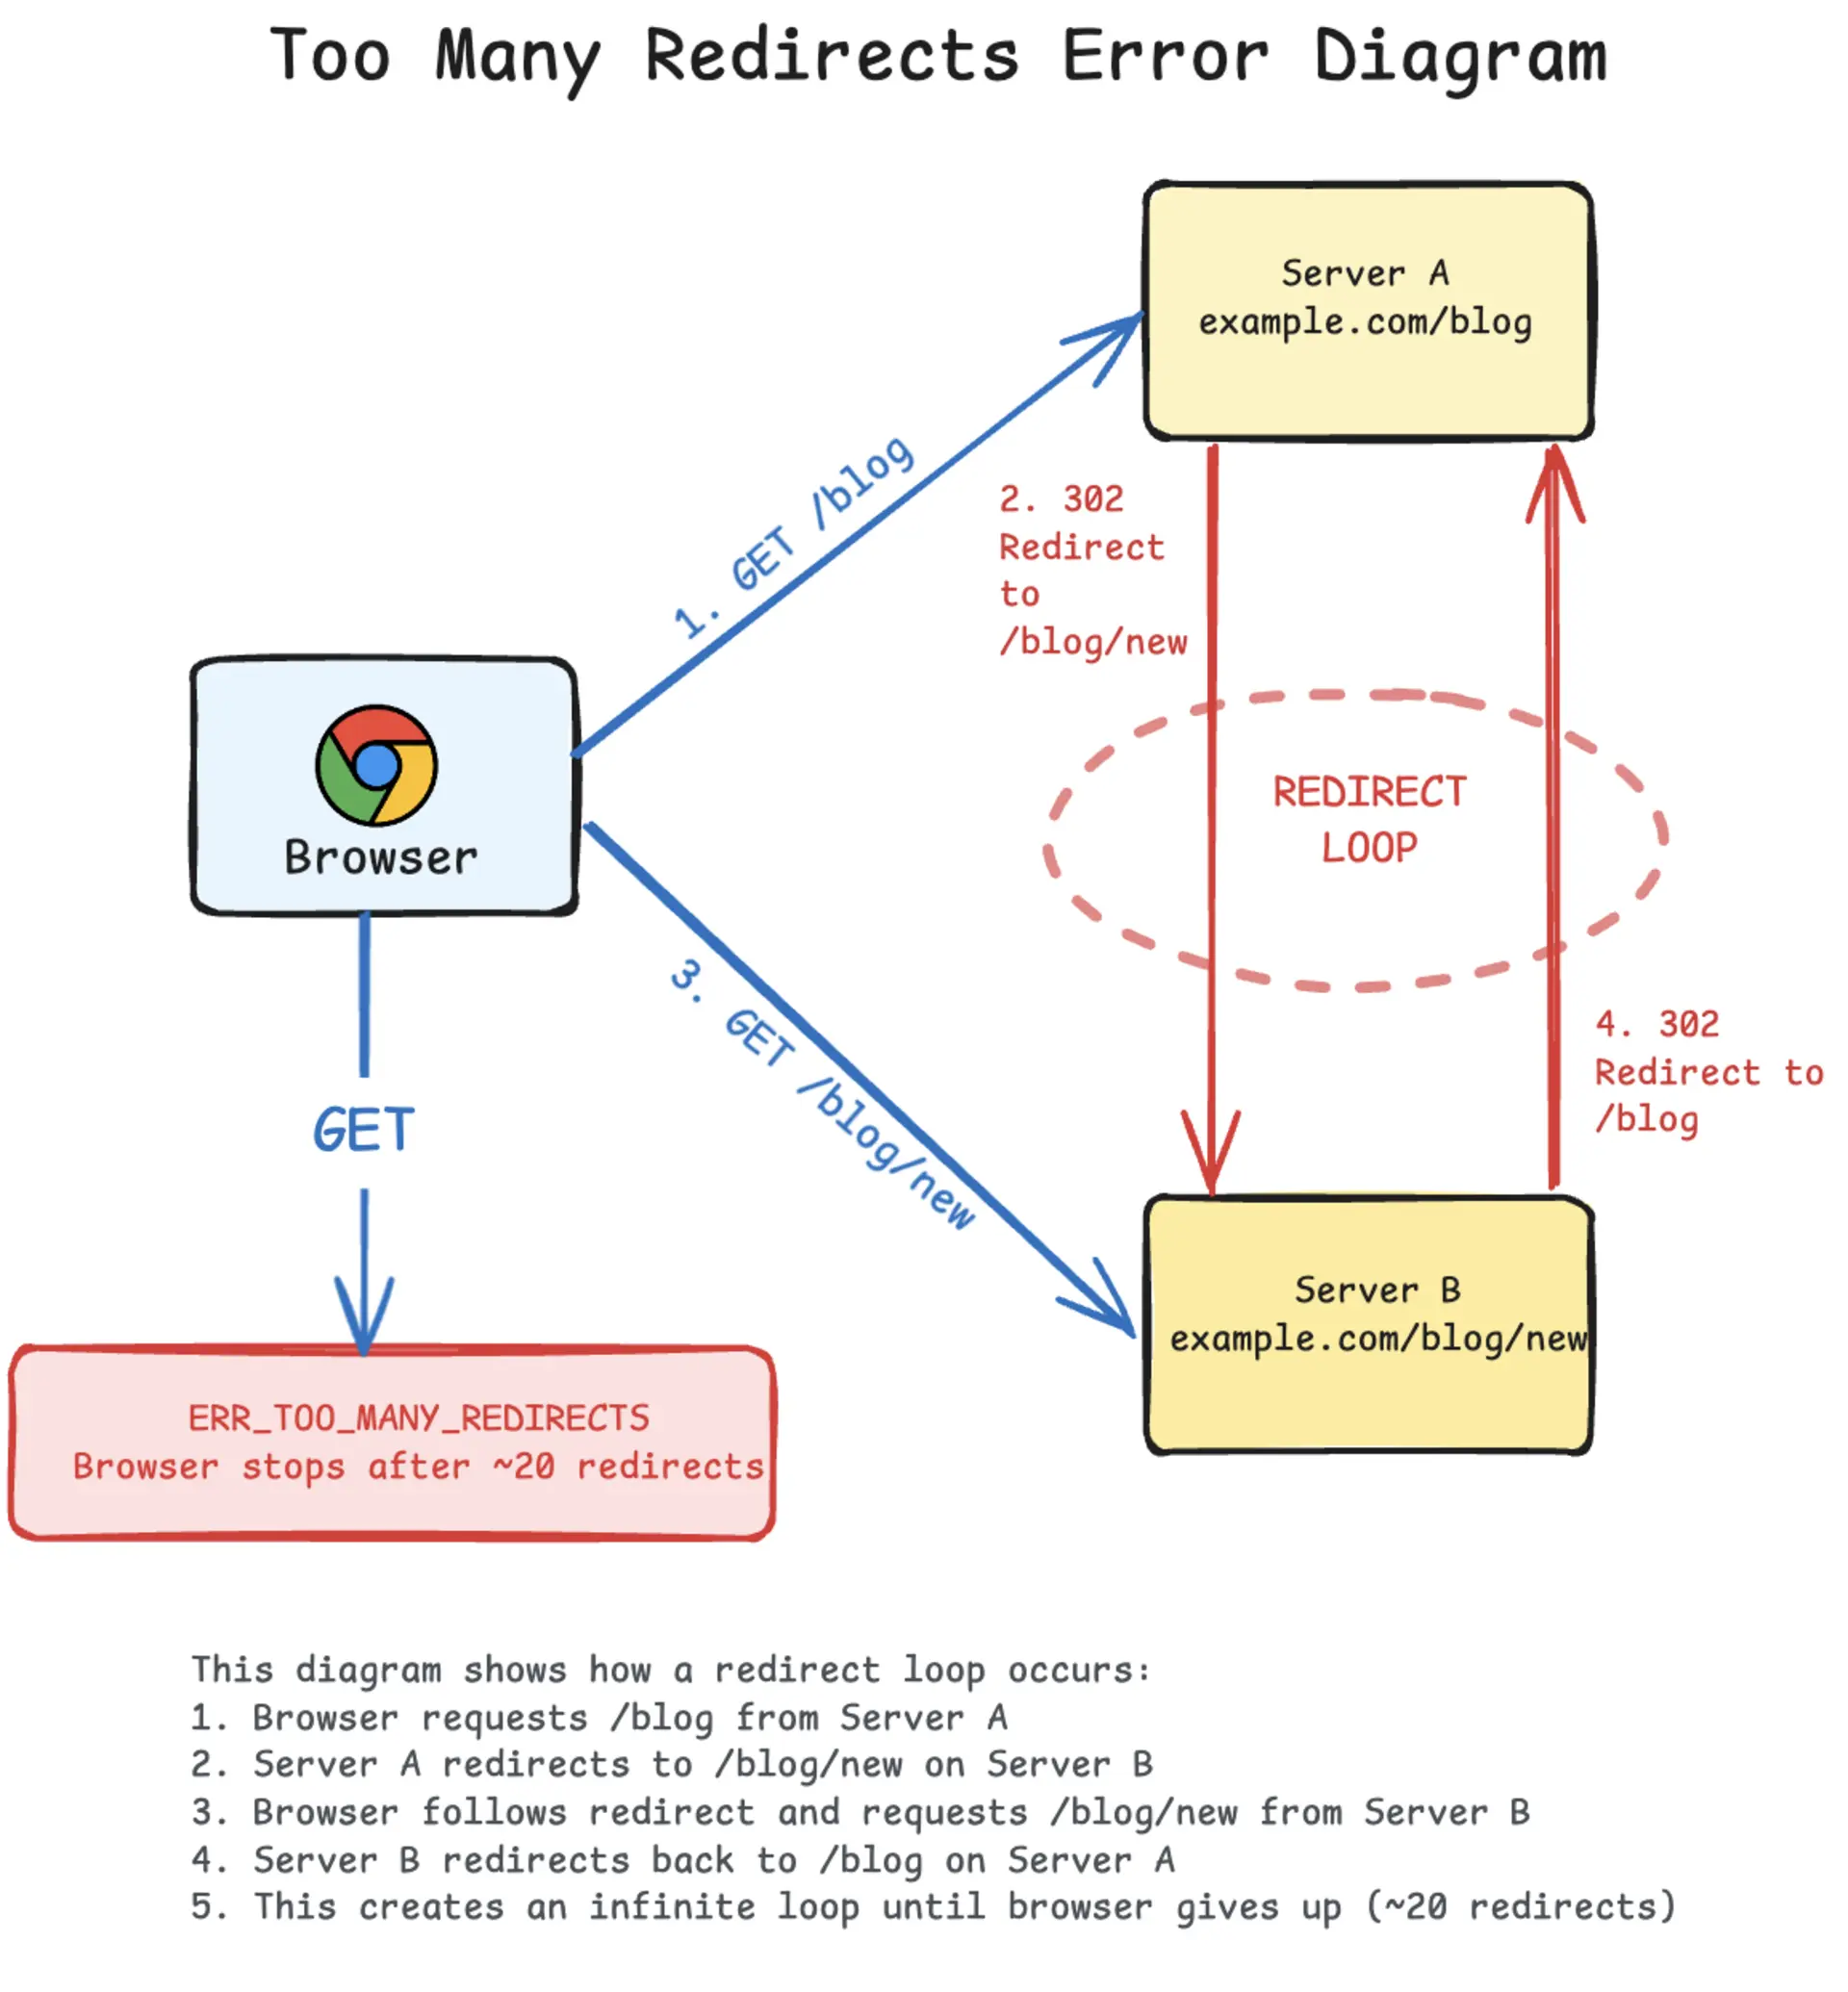 Too Many Redirects Error Diagram
Server A
example.com/blog
1. GET /blog
2. 302
Redirect
to
/blog/new
Browser
REDIRECT
LOOP
3. GET /blog/new
4. 302
Redirect to
/blog
GET
Server B
example.com/blog/new
ERR_TOO_MANY_REDIRECTS
Browser stops after ~20 redirects
This diagram shows how a redirect loop occurs:
1. Browser requests /blog from Server A
2. Server A redirects to /blog/new on Server B
3. Browser follows redirect and requests /blog/new from Server B
4. Server B redirects back to /blog on Server A
5. This creates an infinite loop until browser gives up (~20 redirects)